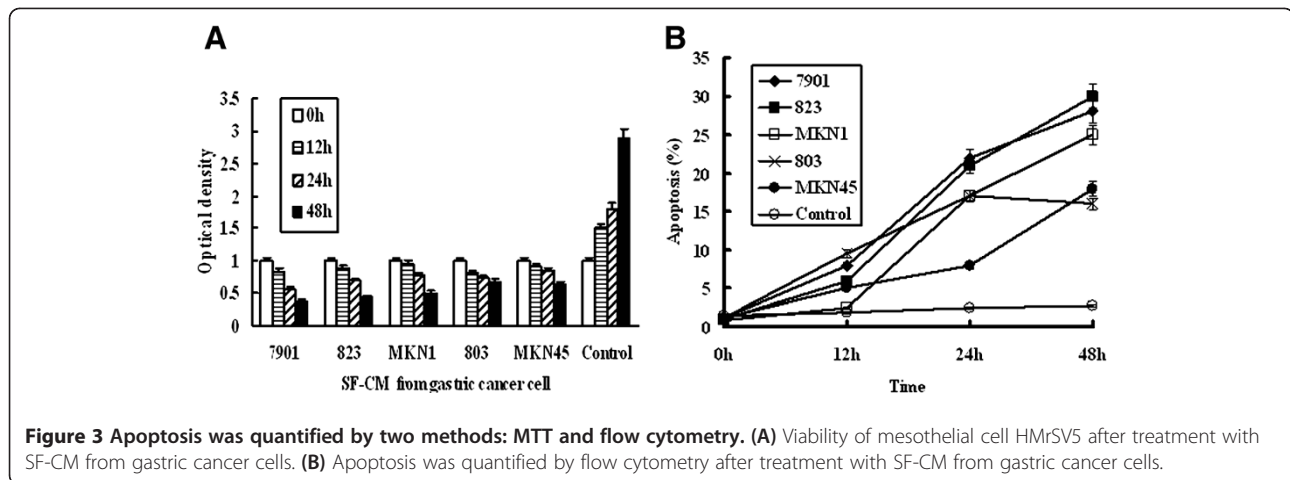 A
Optical density
3.5
3
2.5
2
1.5
1
0.5
0
0h
12h
24h
48h
7901 823 MKN1 803 MKN45 Control
SF-CM from gastric cancer cell
B
Apoptosis (%)
35
30
25
20
15
10
5
0
7901
823
MKN1
803
MKN45
Control
0h 12h 24h 48h
Time
Figure 3 Apoptosis was quantified by two methods: MTT and flow cytometry. (A) Viability of mesothelial cell HMrSV5 after treatment with
SF-CM from gastric cancer cells. (B) Apoptosis was quantified by flow cytometry after treatment with SF-CM from gastric cancer cells.